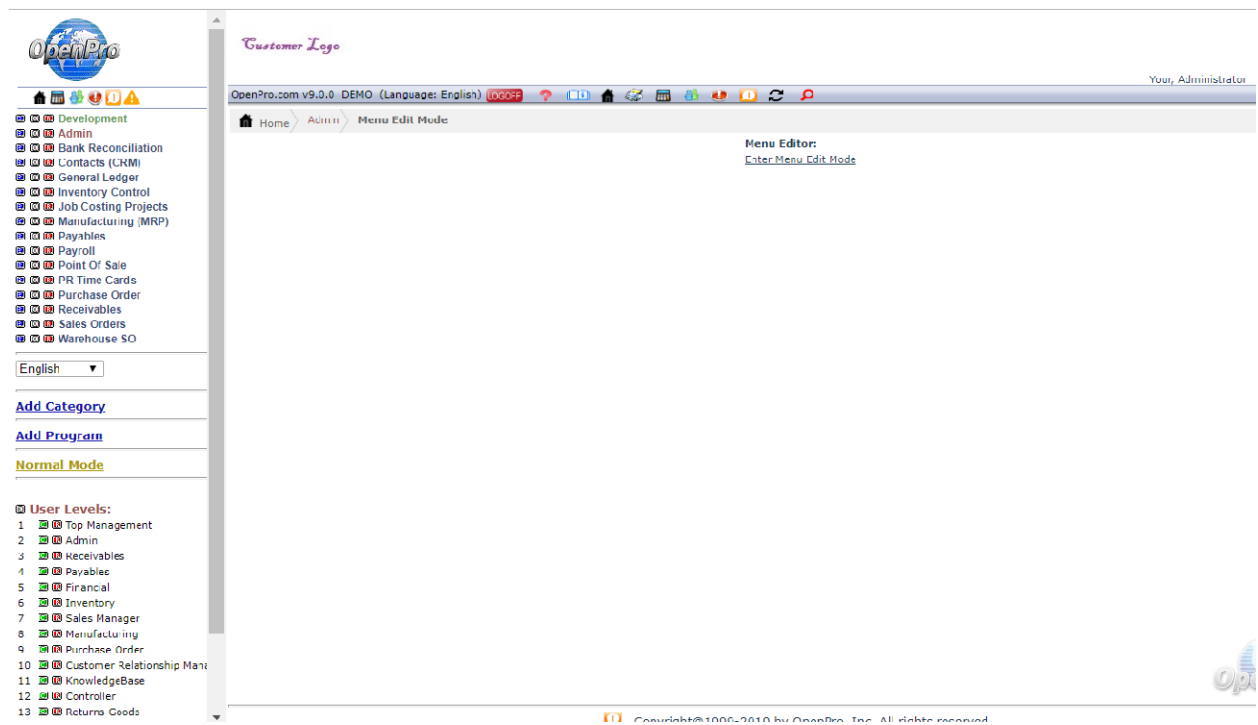 OpenPro
Customer Logo
Your, Administrator
OpenPro.com v9.0.0 DEMO (Language: English) LOGOFF
Home Admin Menu Edit Mode
Menu Editor:
Enter Menu Edit Mode
Development
Admin
Bank Reconciliation
Contacts (CRM)
General Ledger
Inventory Control
Job Costing Projects
Manufacturing (MRP)
Payables
Payroll
Point Of Sale
PR Time Cards
Purchase Order
Receivables
Sales Orders
Warehouse SO
English
Add Category
Add Program
Normal Mode
User Levels:
1 Top Management
2 Admin
3 Receivables
4 Payables
5 Financial
6 Inventory
7 Sales Manager
8 Manufacturing
9 Purchase Order
10 Customer Relationship Mana
11 KnowledgeBase
12 Controller
13 Returns Goods
Copyright©1999-2019 by OpenPro, Inc. All rights reserved